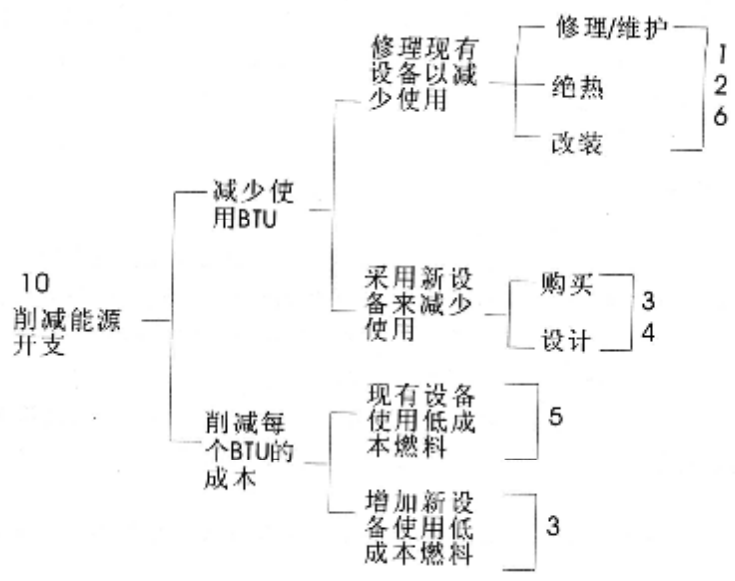 10
削减能源
开支
减少使
用BTU
削减每
个BTU的
成木
修理现有
设备以减
少使用
采用新设
备来减少
使用
现有设备
使用低成
本燃料
增加新设
备使用低
成本燃料
修理/维护
绝热
改装
1
2
6
购买
设计
3
4
5
3